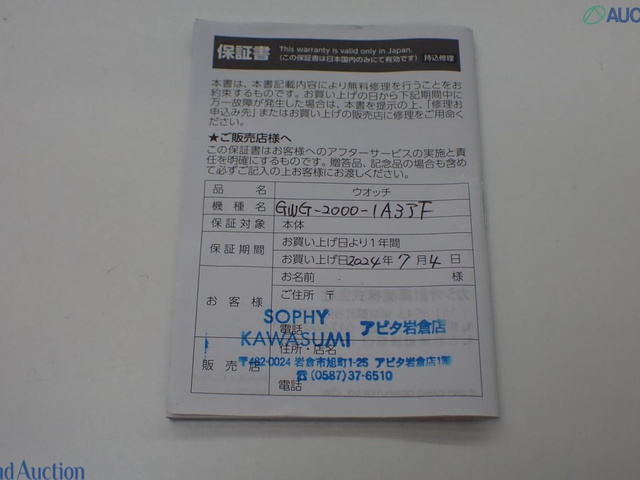 AUC
保証書 This warranty is valid only in Japan.
(この保証書は日本国内のみにて有効です) 持込修理
本書は、本書記載内容により無料修理を行うことをお
約束するものです。お買い上げの日から下記期間中に
万一故障が発生した場合は、本書を提示の上、「修理お
申込み先」またはお買い上げの販売店に修理をご用命く
ださい。
★ご販売店様へ
この保証書はお客様へのアフターサービスの実施と責
任を明確にするものです。贈答品、記念品の場合も含め
て必ずご記入の上お客様にお渡しください。
品名 ウオッチ
機種名 GWG-2000-1A3JF
保証対象 本体
保証期間 お買い上げ日より1年間
お買い上げ日2024年7月4日
お客様 お名前 様
ご住所 〒
電話
SOPHY
KAWASUMI アピタ岩倉店
販売店 住所・店名
〒482-0024 岩倉市旭町1-25 アピタ岩倉店1階
☎(0587)37-6510
電話
nd Auction